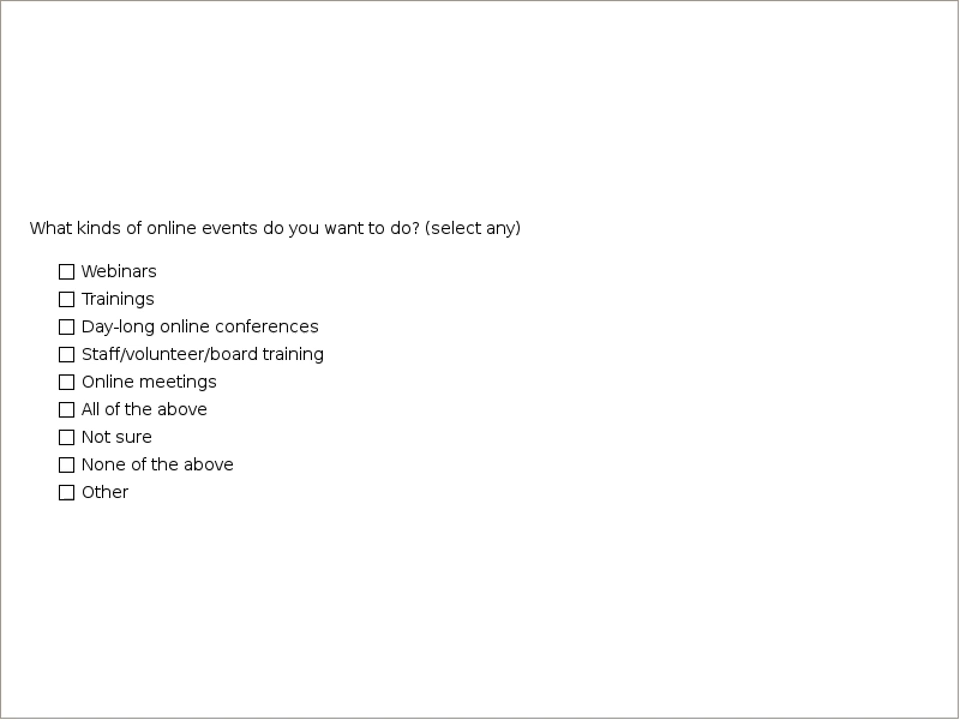 What kinds of online events do you want to do? (select any)
Webinars
Trainings
Day-long online conferences
Staff/volunteer/board training
Online meetings
All of the above
Not sure
None of the above
Other